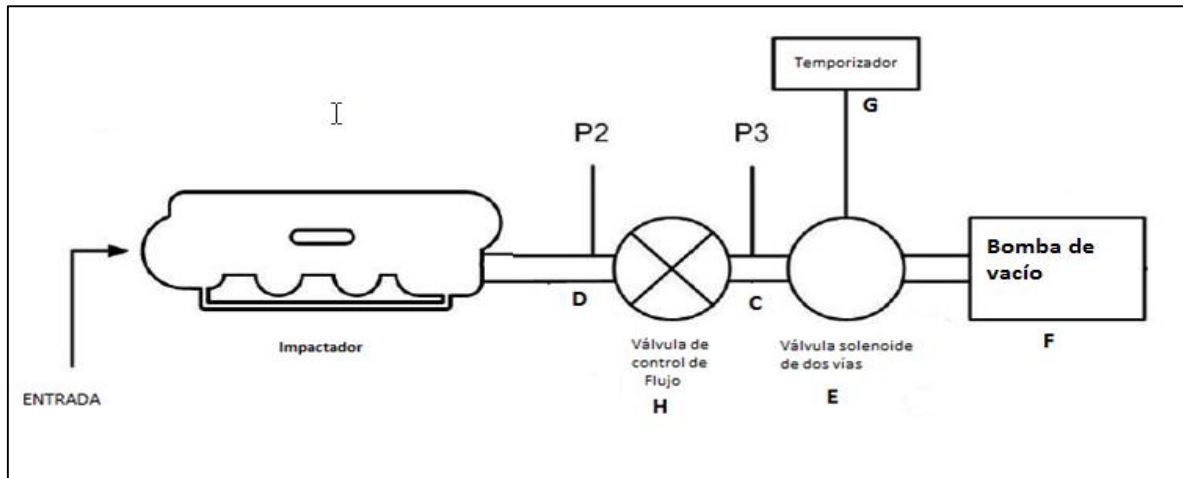 Temporizador
G
P2
P3
Bomba de
vacío
D
C
Impactador
Válvula de
control de
Flujo
H
Válvula solenoide
de dos vías
E
F
ENTRADA